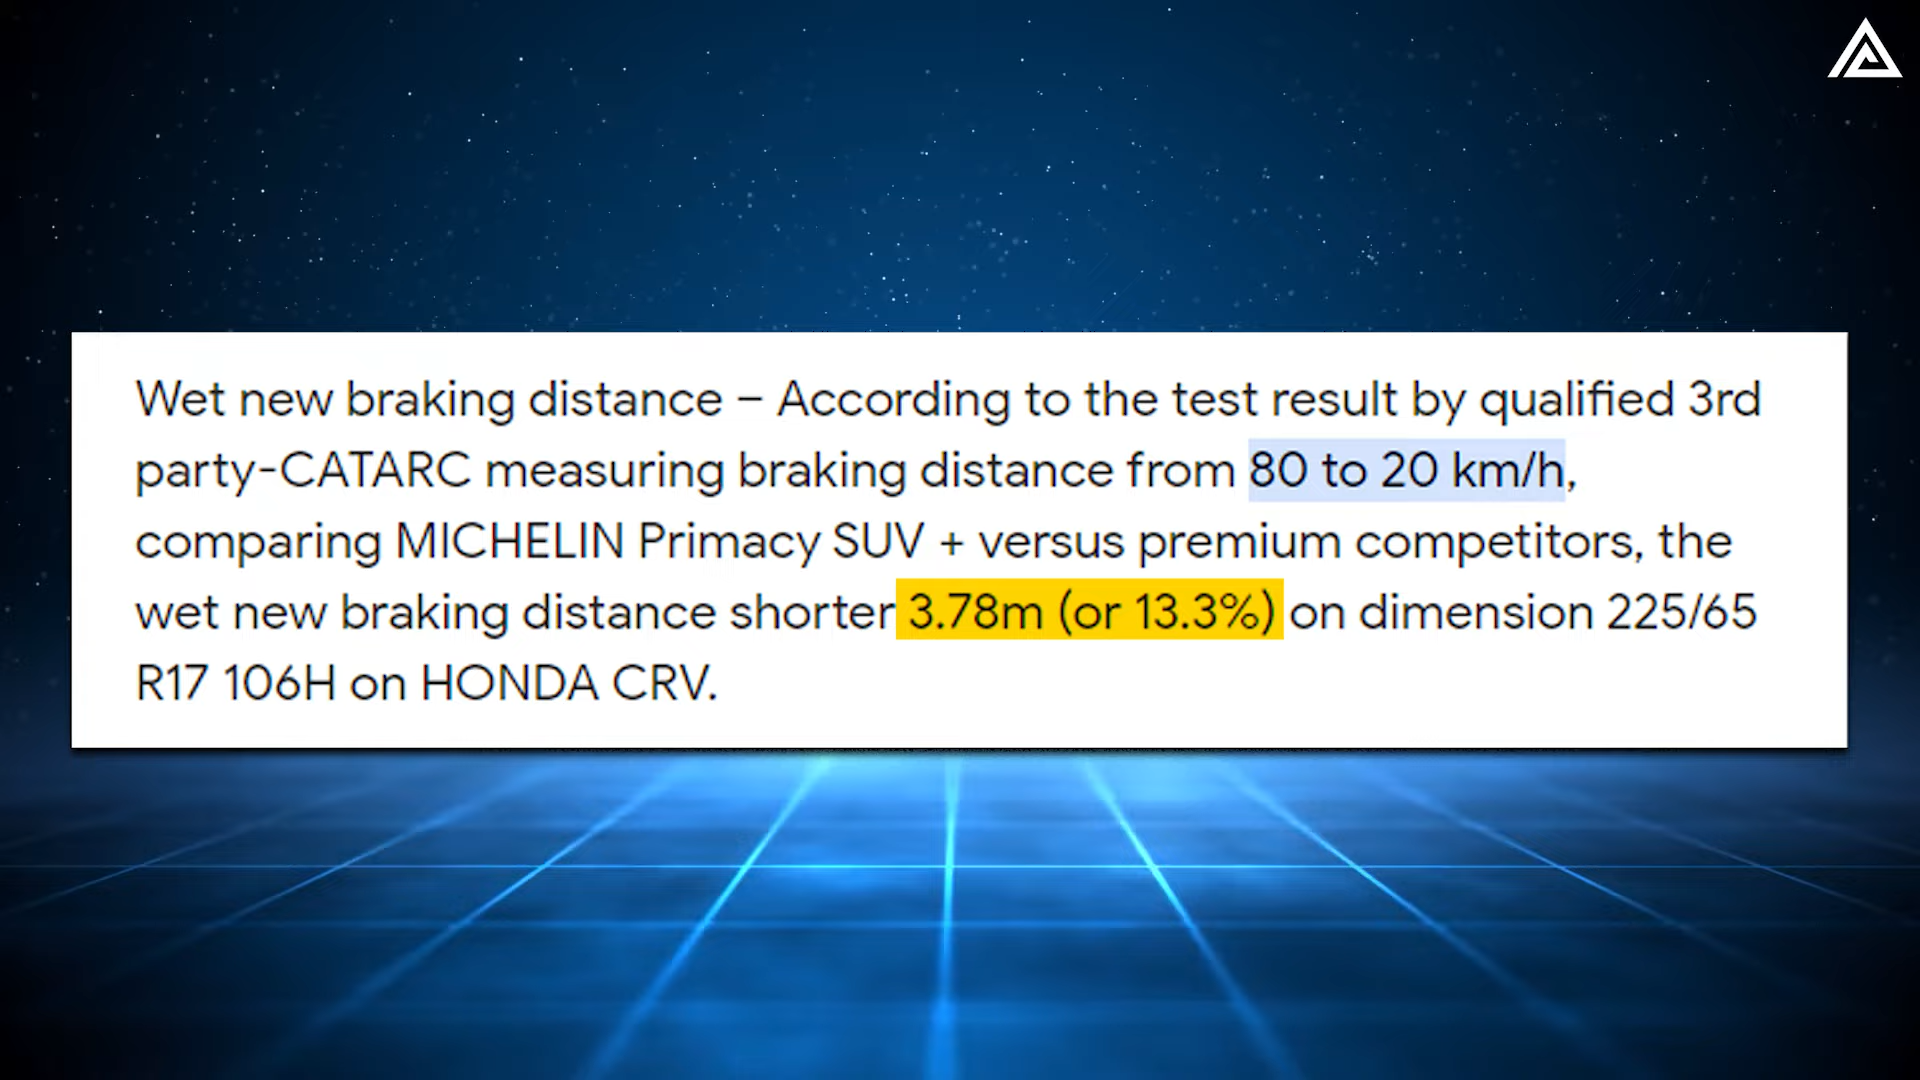 Wet new braking distance – According to the test result by qualified 3rd
party-CATARC measuring braking distance from 80 to 20 km/h,
comparing MICHELIN Primacy SUV + versus premium competitors, the
wet new braking distance shorter 3.78m (or 13.3%) on dimension 225/65
R17 106H on HONDA CRV.